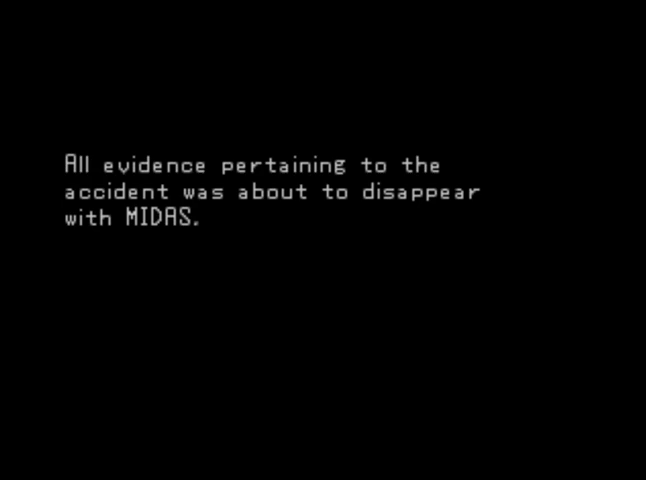 All evidence pertaining to the
accident was about to disappear
with MIDAS.